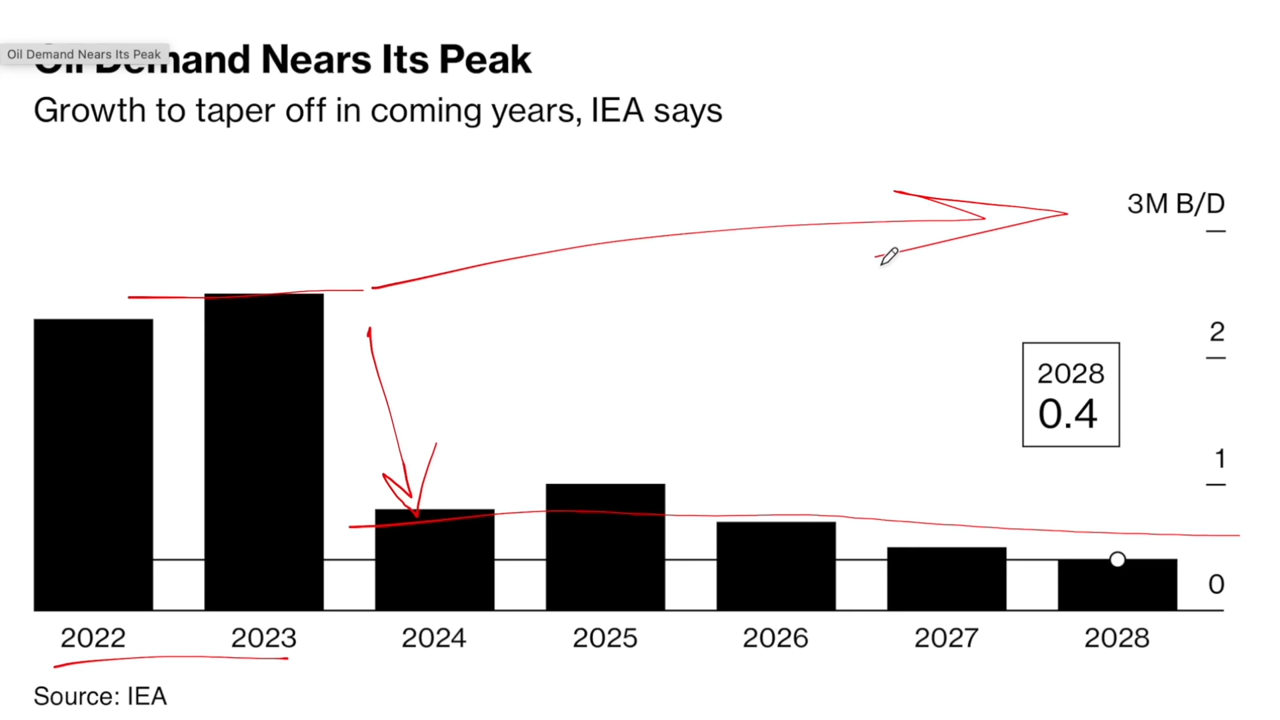 Oil Demand Nears Its Peak
Oil Demand Nears Its Peak
Growth to taper off in coming years, IEA says
3M B/D
2
2028
0.4
1
0
2022 2023 2024 2025 2026 2027 2028
Source: IEA